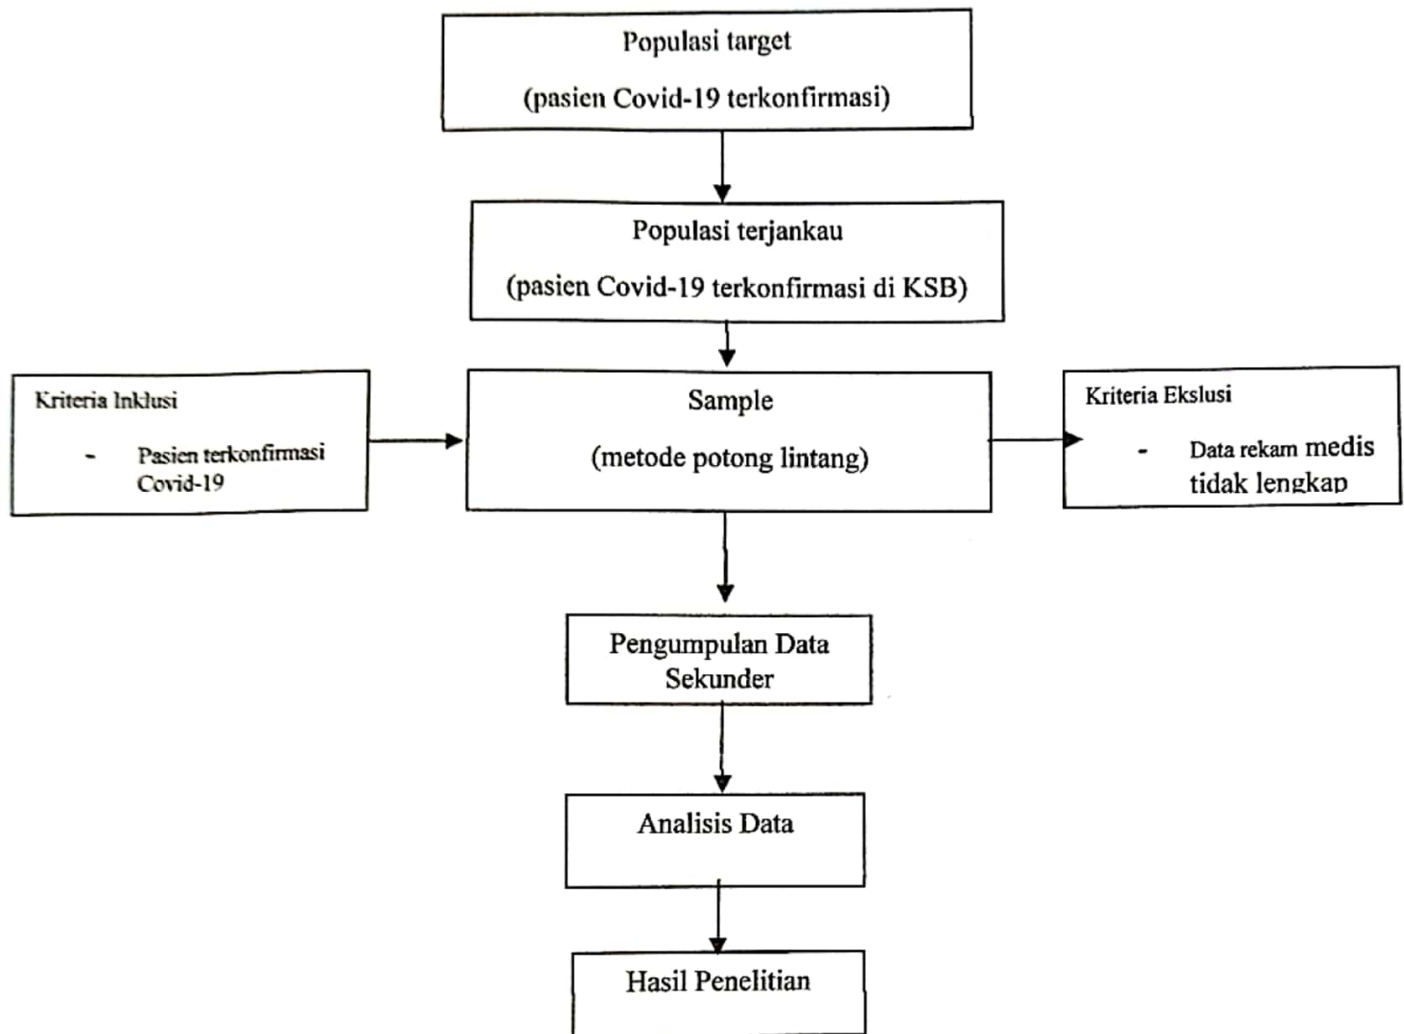 Populasi target
(pasien Covid-19 terkonfirmasi)
Populasi terjankau
(pasien Covid-19 terkonfirmasi di KSB)
Kriteria Inklusi
- Pasien terkonfirmasi
Covid-19
Sample
(metode potong lintang)
Kriteria Ekslusi
- Data rekam medis
tidak lengkap
Pengumpulan Data
Sekunder
Analisis Data
Hasil Penelitian